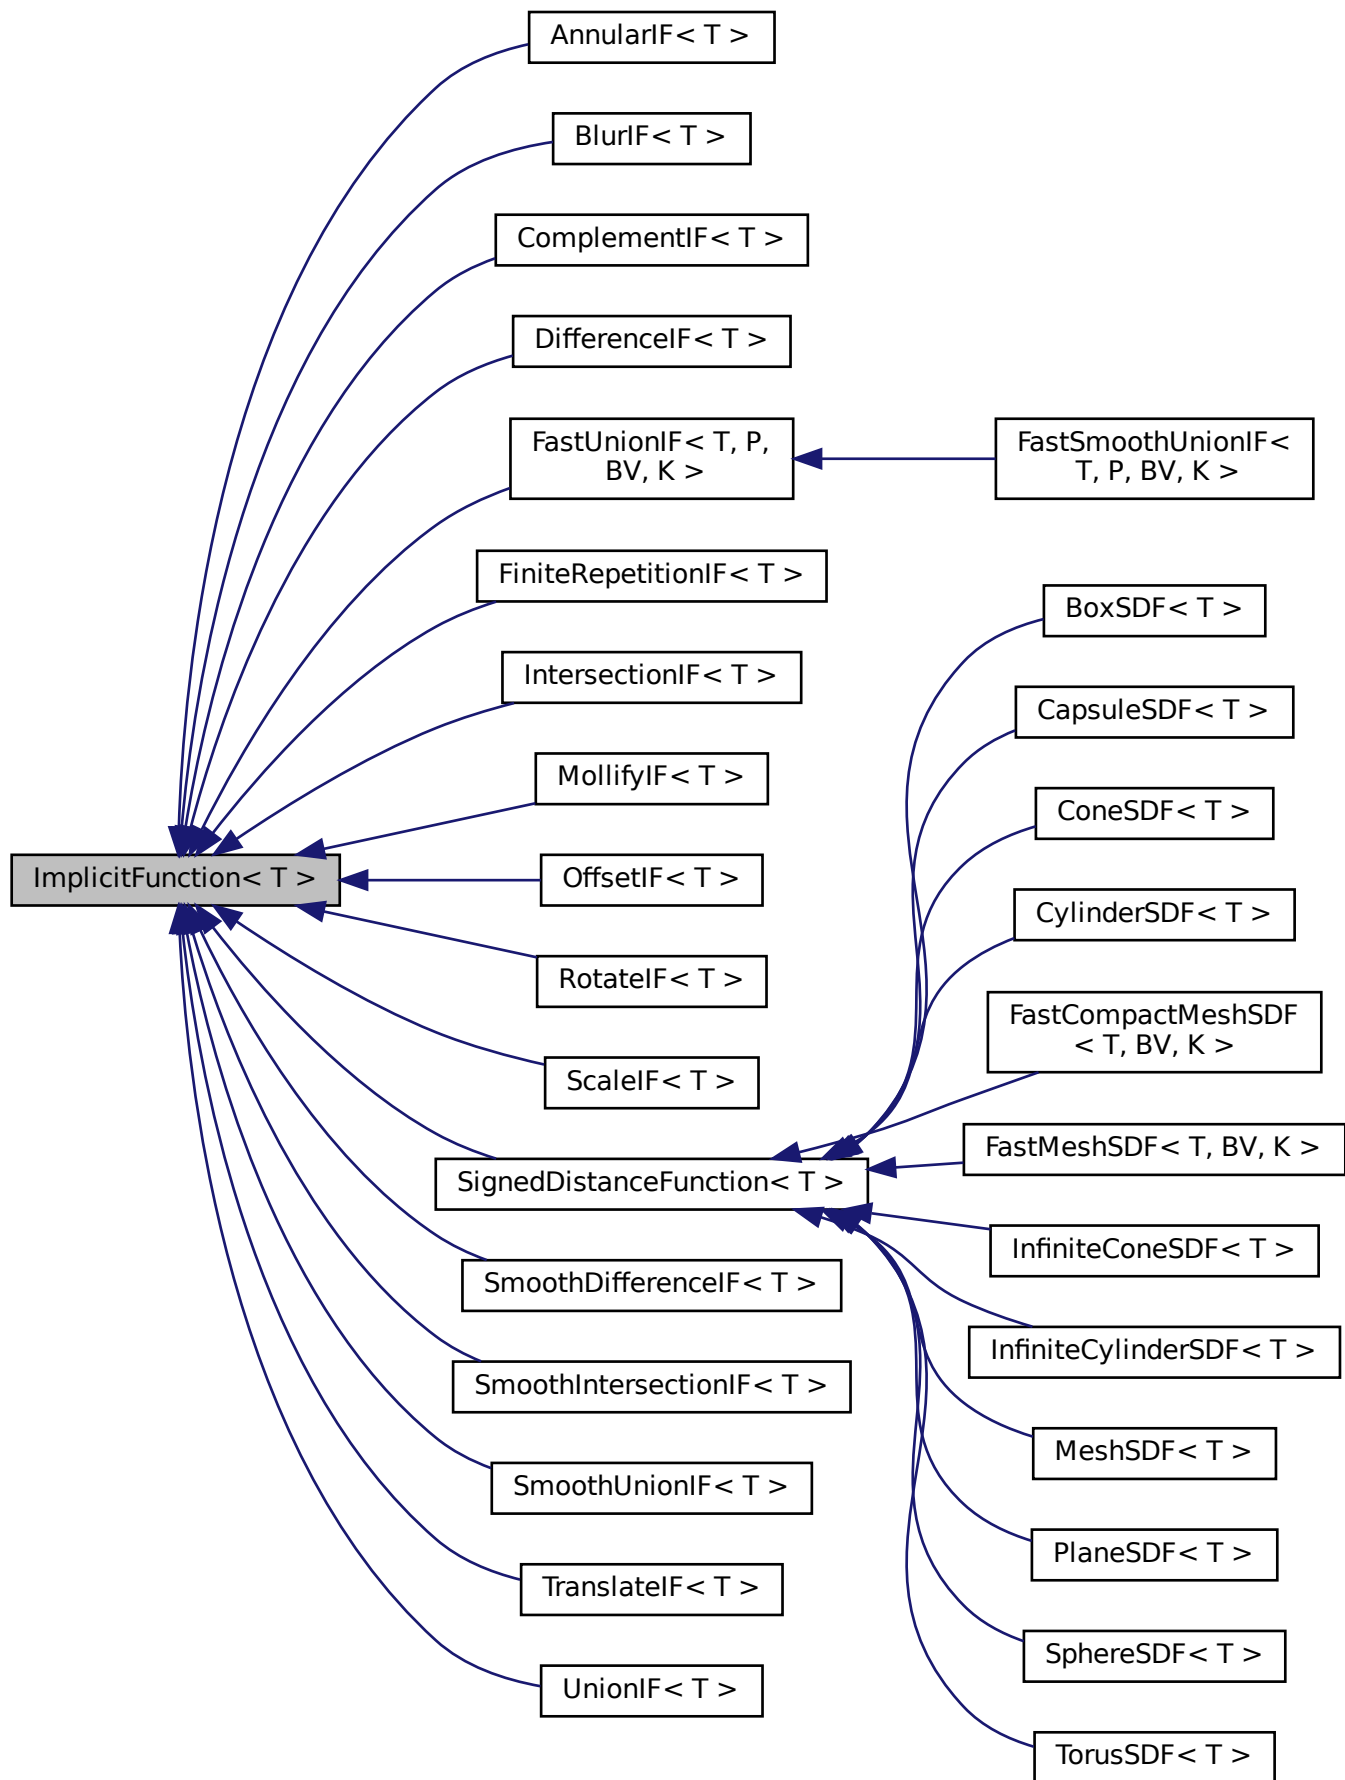 AnnularIF< T >
BlurIF< T >
ComplementIF< T >
DifferenceIF< T >
FastUnionIF< T, P,
BV, K >
FastSmoothUnionIF<
T, P, BV, K >
FiniteRepetitionIF< T >
BoxSDF< T >
IntersectionIF< T >
CapsuleSDF< T >
MollifyIF< T >
ConeSDF< T >
ImplicitFunction< T >
OffsetIF< T >
CylinderSDF< T >
RotateIF< T >
FastCompactMeshSDF
< T, BV, K >
ScaleIF< T >
FastMeshSDF< T, BV, K >
SignedDistanceFunction< T >
InfiniteConeSDF< T >
SmoothDifferenceIF< T >
InfiniteCylinderSDF< T >
SmoothIntersectionIF< T >
MeshSDF< T >
SmoothUnionIF< T >
PlaneSDF< T >
TranslateIF< T >
SphereSDF< T >
UnionIF< T >
TorusSDF< T >